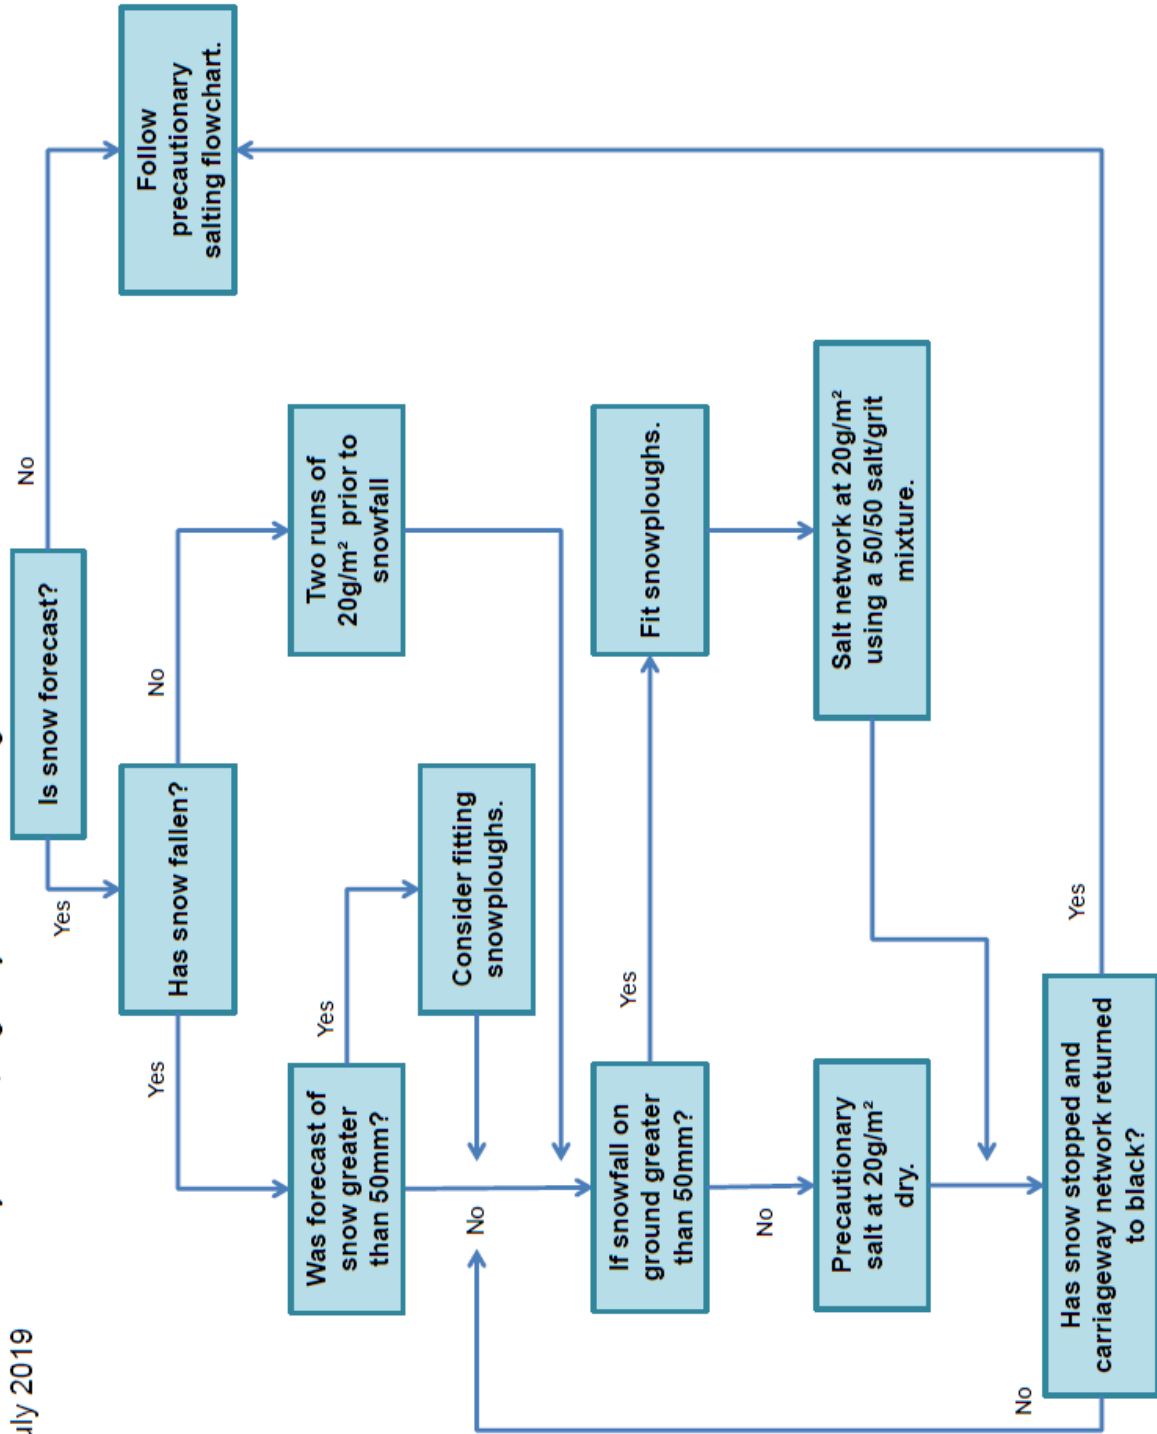 uly 2019
Is snow forecast?
No
Yes
Follow
precautionary
salting flowchart.
Has snow fallen?
No
Yes
Two runs of
20g/m² prior to
snowfall
Was forecast of
snow greater
than 50mm?
Yes
Consider fitting
snowploughs.
No
If snowfall on
ground greater
than 50mm?
Yes
Fit snowploughs.
No
Precautionary
salt at 20g/m²
dry.
Salt network at 20g/m²
using a 50/50 salt/grit
mixture.
Has snow stopped and
carriageway network returned
to black?
Yes
No